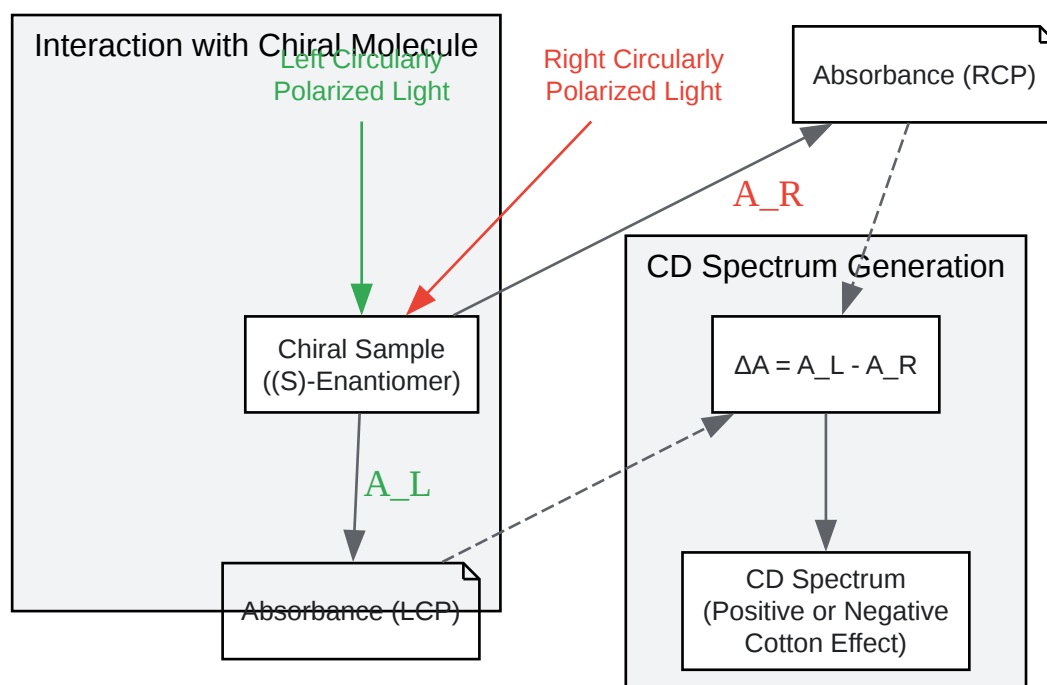 Interaction with Chiral Molecule
Left Circularly
Polarized Light
Right Circularly
Polarized Light
Absorbance (RCP)
A_R
CD Spectrum Generation
Chiral Sample
((S)-Enantiomer)
ΔA = A_L - A_R
A_L
Absorbance (LCP)
CD Spectrum
(Positive or Negative
Cotton Effect)